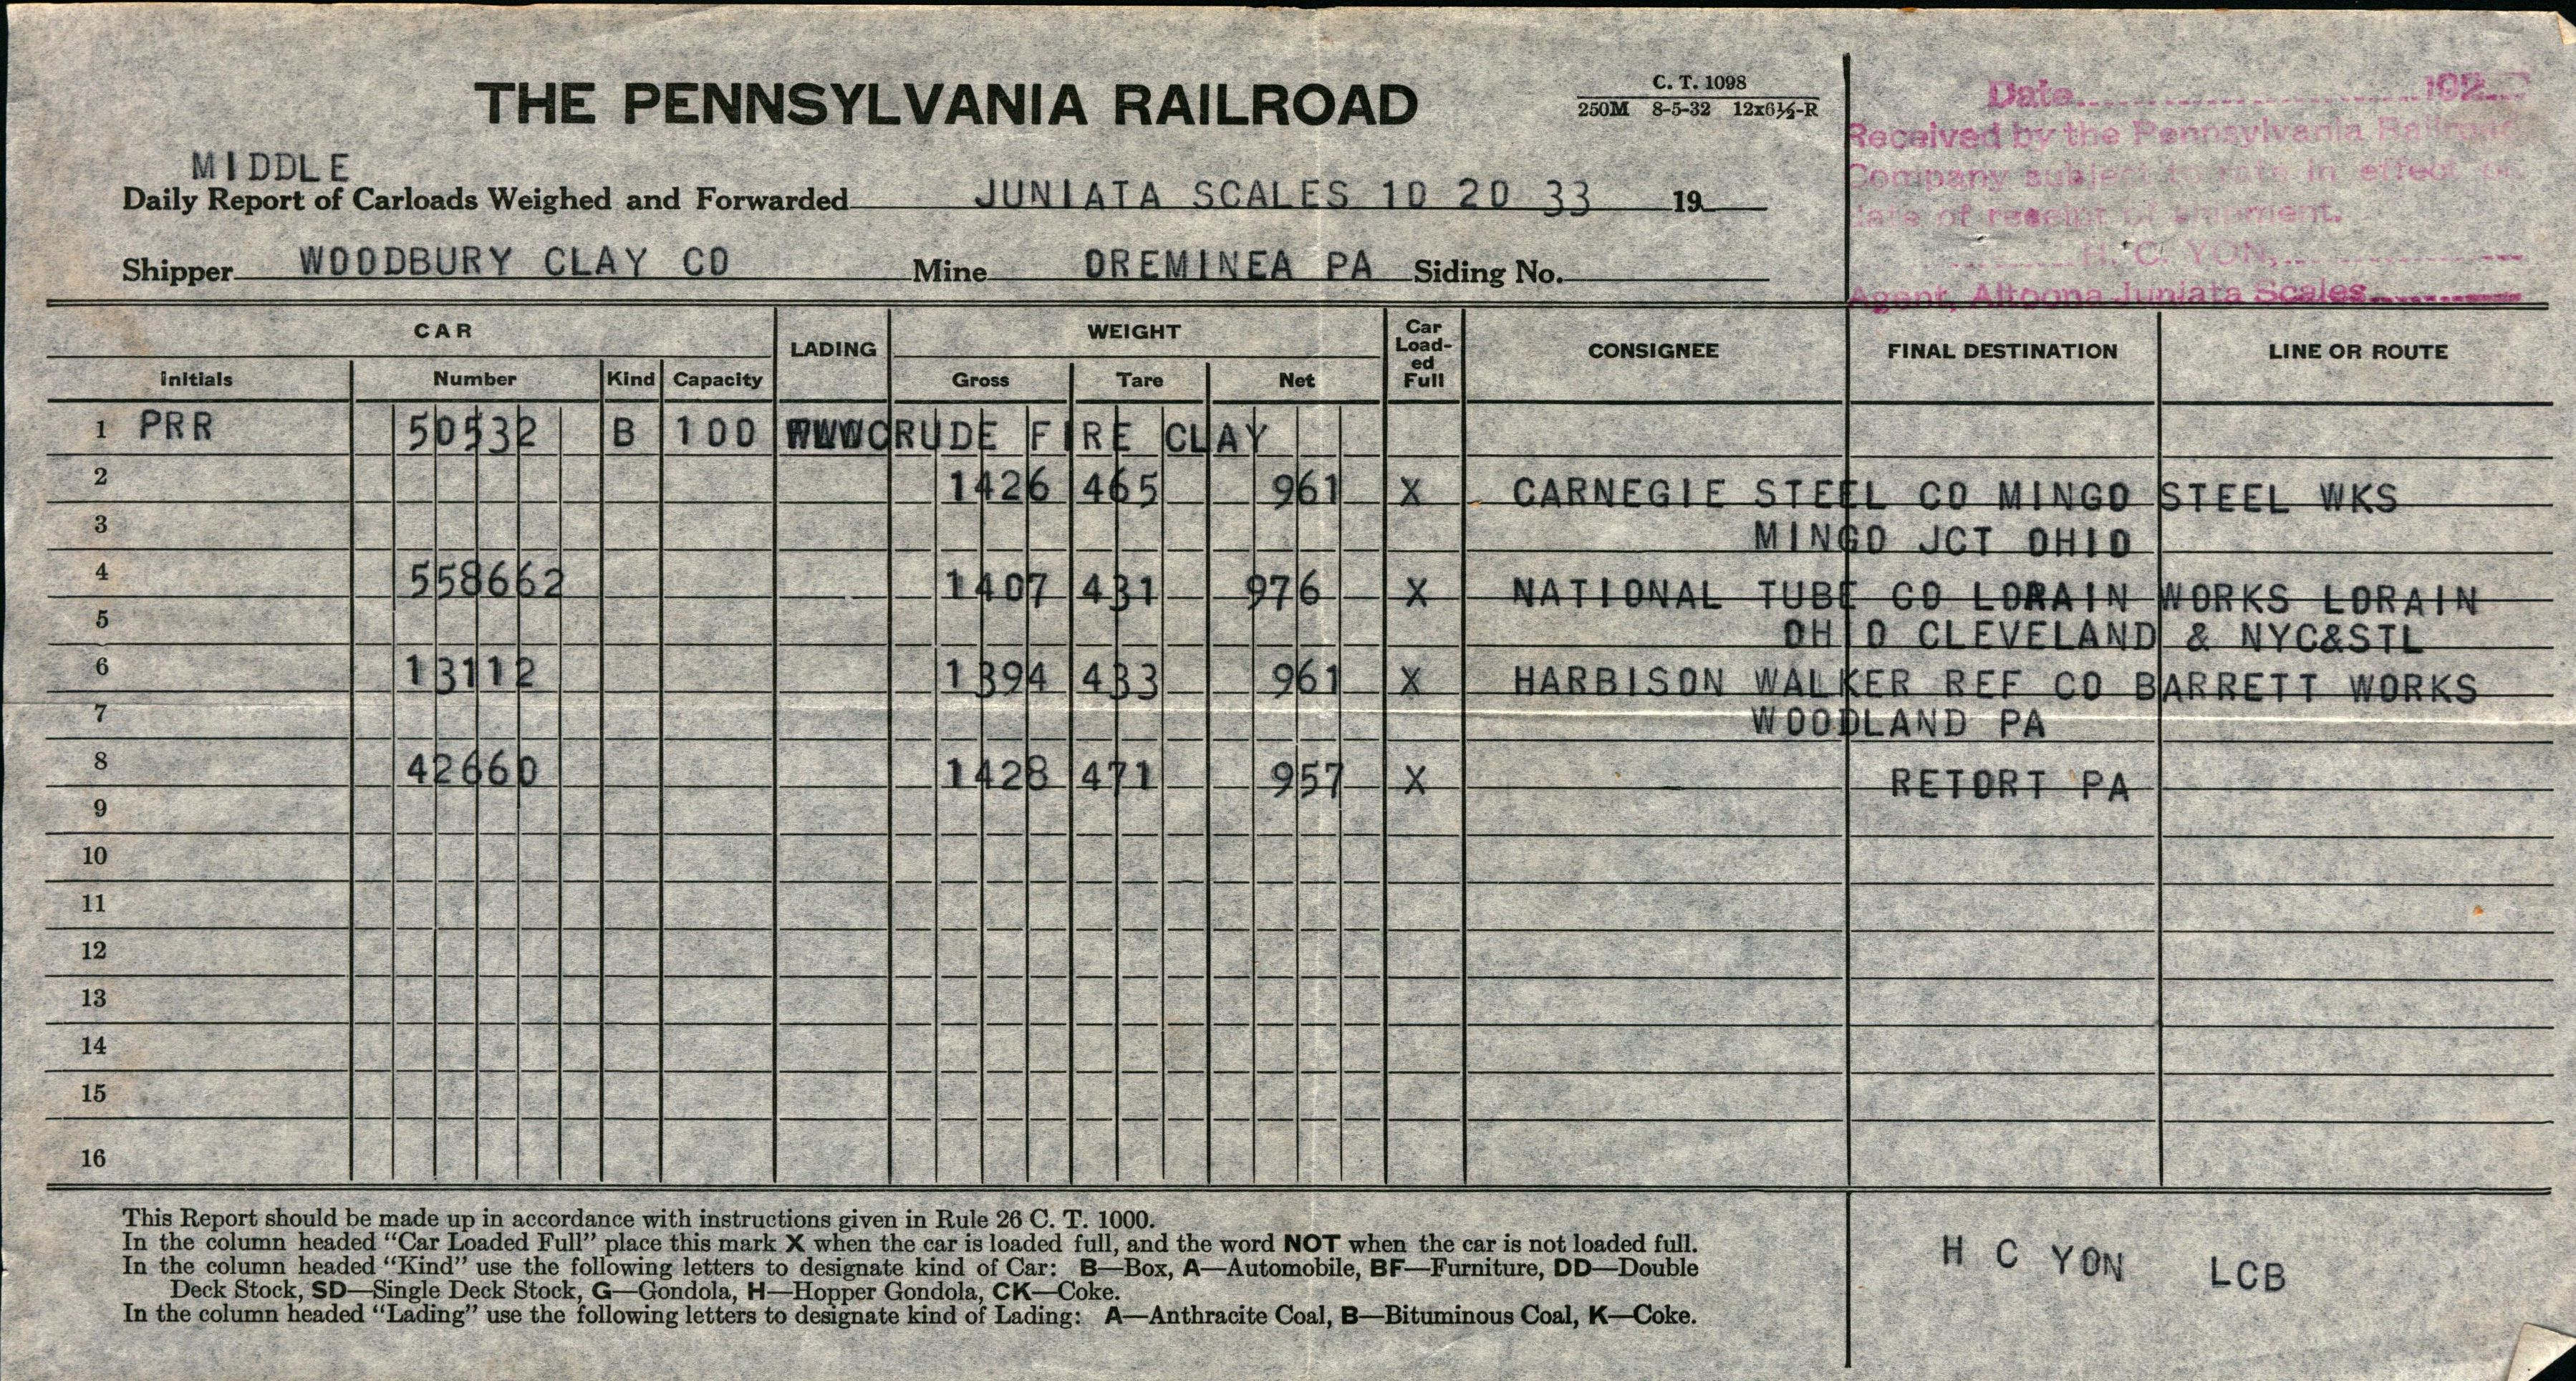 THE PENNSYLVANIA RAILROAD
C. T. 1098
250M 8-5-32 12x6½-R
Date 192
Received by the Pennsylvania Railroad
Company subject to rate in effect on
date of receipt of shipment.
H. C. YON,
Agent, Altoona Juniata Scales
MIDDLE
Daily Report of Carloads Weighed and Forwarded JUNIATA SCALES 10 20 33 19
Shipper WOODBURY CLAY CO Mine OREMINEA PA Siding No.
CAR LADING WEIGHT Car Load-ed Full CONSIGNEE FINAL DESTINATION LINE OR ROUTE
Initials Number Kind Capacity Gross Tare Net
1 PRR 50532 B 100 CRUDE FIRE CLAY
2 1426 465 961 X CARNEGIE STEEL CO MINGO STEEL WKS
3 MINGO JCT OHIO
4 558662 1407 431 976 X NATIONAL TUBE CO LORAIN WORKS LORAIN
5 OHIO CLEVELAND & NYC&STL
6 13112 1394 433 961 X HARBISON WALKER REF CO BARRETT WORKS
7 WOODLAND PA
8 42660 1428 471 957 X RETORT PA
9
10
11
12
13
14
15
16
This Report should be made up in accordance with instructions given in Rule 26 C. T. 1000.
In the column headed "Car Loaded Full" place this mark X when the car is loaded full, and the word NOT when the car is not loaded full.
In the column headed "Kind" use the following letters to designate kind of Car: B—Box, A—Automobile, BF—Furniture, DD—Double
Deck Stock, SD—Single Deck Stock, G—Gondola, H—Hopper Gondola, CK—Coke.
In the column headed "Lading" use the following letters to designate kind of Lading: A—Anthracite Coal, B—Bituminous Coal, K—Coke.
H C YON LCB